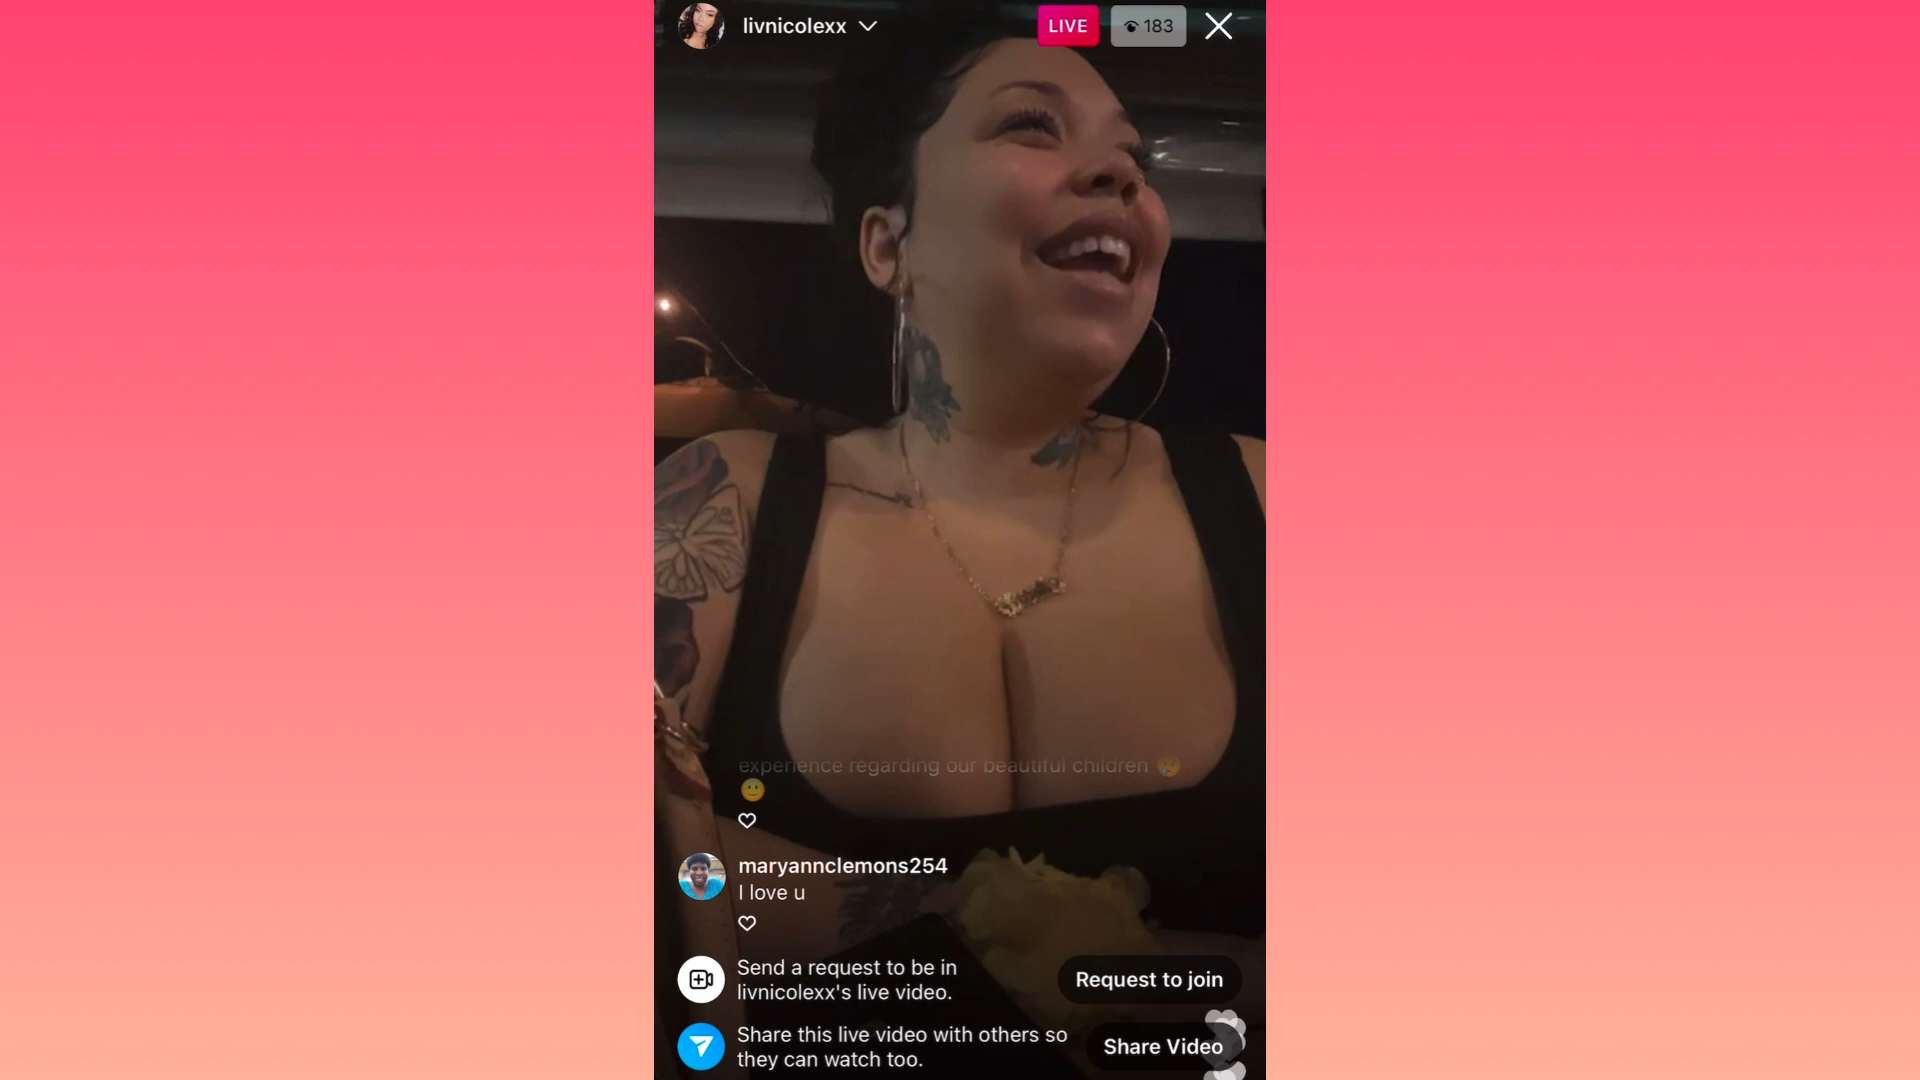 livnicolexx
LIVE
183
experience regarding our beautiful children 😢
🙂
maryannclemons254
I love u
Send a request to be in
livnicolexx's live video.
Request to join
Share this live video with others so
they can watch too.
Share Video